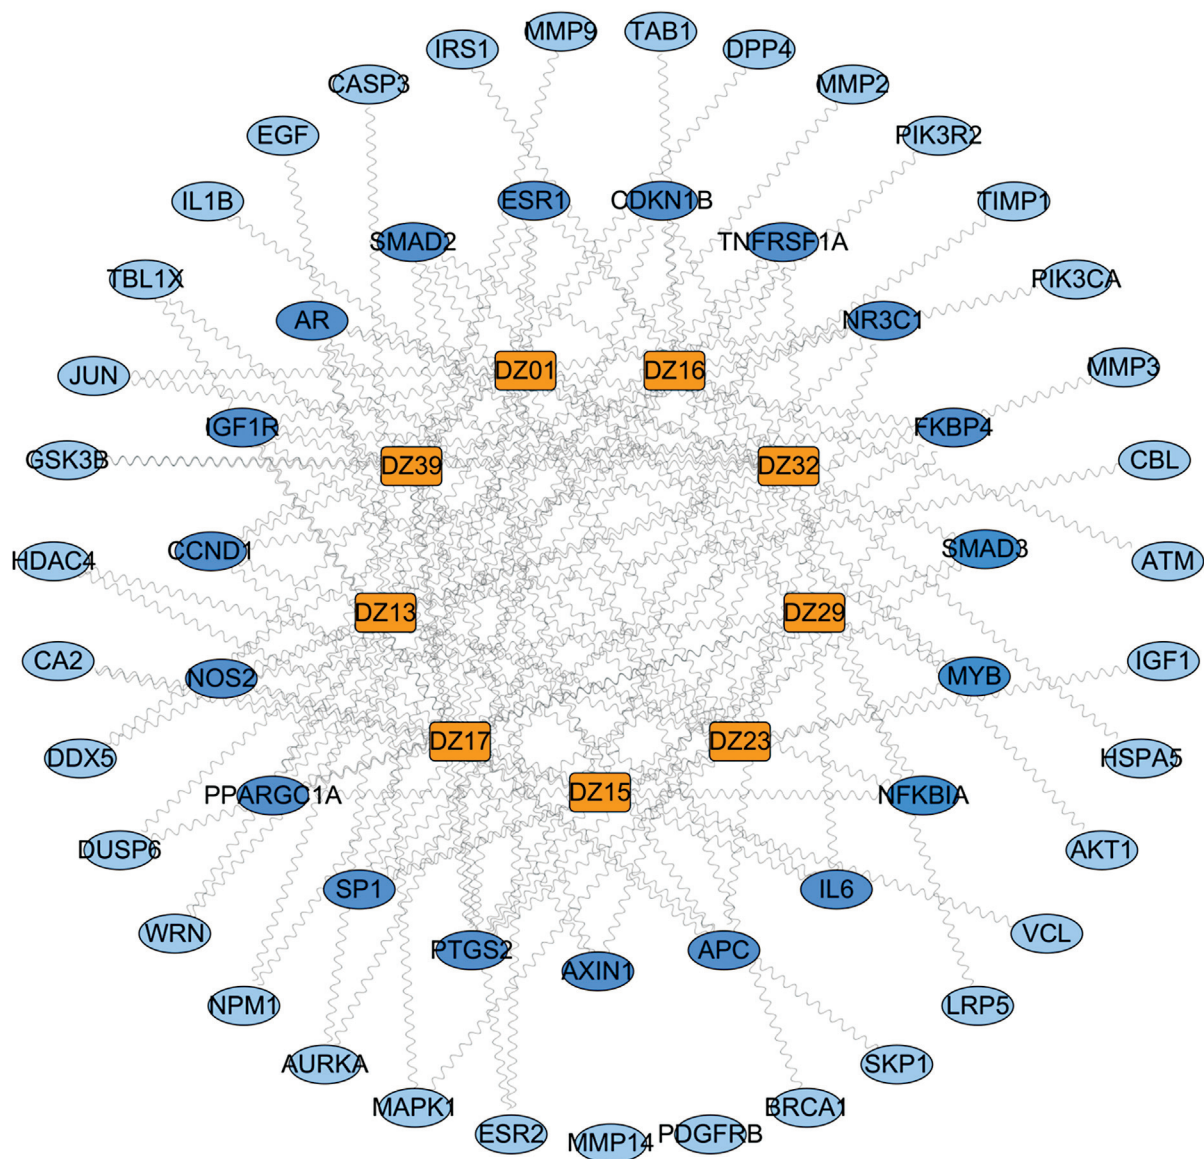 MMP9
TAB1
IRS1
DPP4
CASP3
MMP2
EGF
PIK3R2
IL1B
ESR1
CDKN1B
TIMP1
SMAD2
TNFRSF1A
TBL1X
PIK3CA
AR
NR3C1
JUN
DZ01
DZ16
MMP3
IGF1R
FKBP4
GSK3B
DZ39
DZ32
CBL
CCND1
SMAD3
HDAC4
ATM
DZ13
DZ29
CA2
NOS2
MYB
IGF1
DDX5
DZ17
DZ23
HSPA5
PPARGC1A
DZ15
NFKBIA
DUSP6
AKT1
SP1
IL6
WRN
VCL
PTGS2
AXIN1
APC
NPM1
LRP5
AURKA
SKP1
MAPK1
BRCA1
ESR2
MMP14
PDGFRB